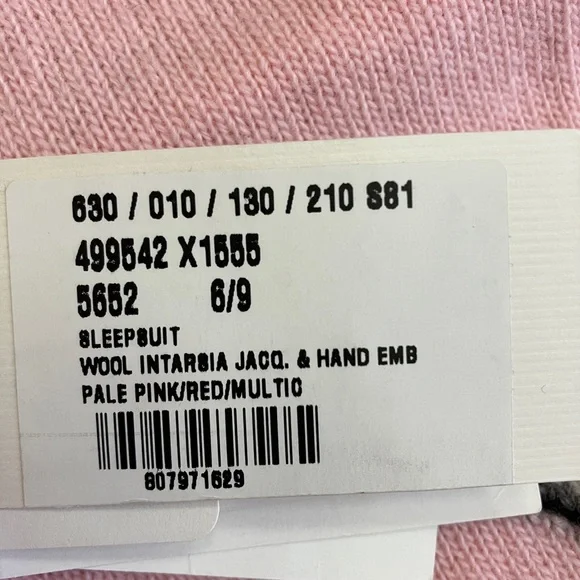 630 / 010 / 130 / 210 S81
499542 X1555
5652 6/9
SLEEPSUIT
WOOL INTARSIA JACQ. & HAND EMB
PALE PINK/RED/MULTIC
807971629